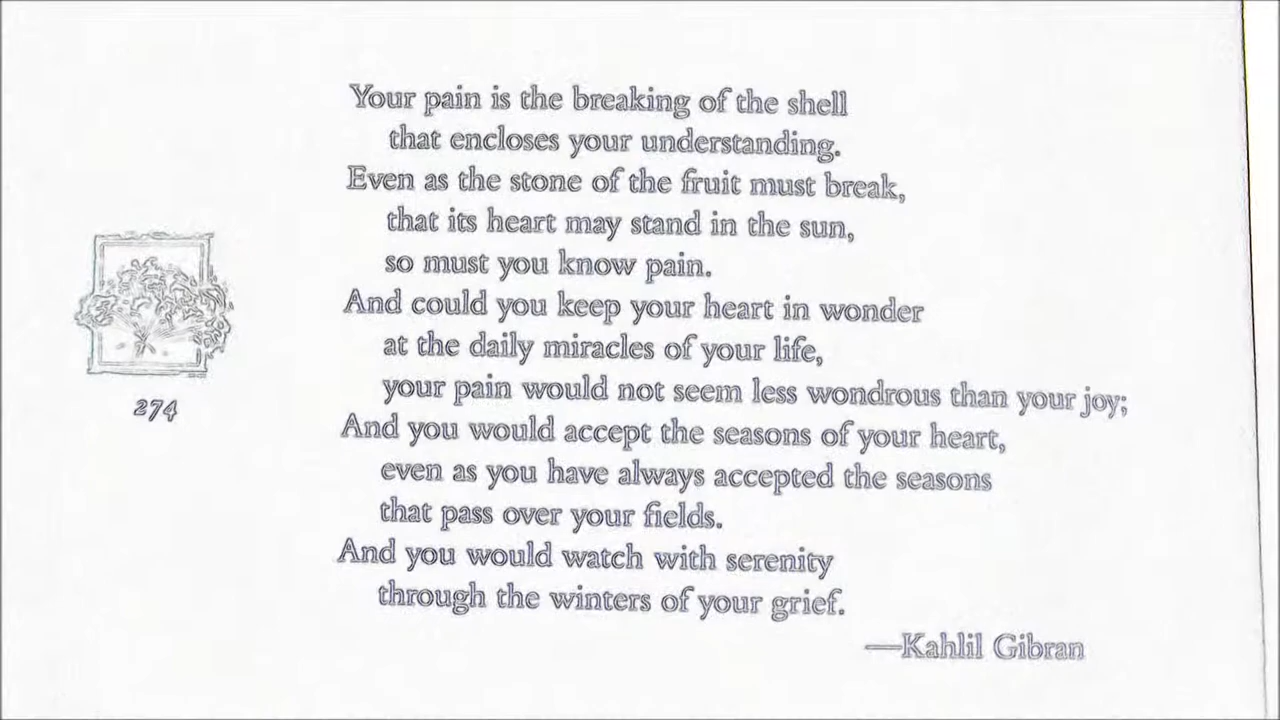 Your pain is the breaking of the shell
that encloses your understanding.
Even as the stone of the fruit must break,
that its heart may stand in the sun,
so must you know pain.
And could you keep your heart in wonder
at the daily miracles of your life,
your pain would not seem less wondrous than your joy;
And you would accept the seasons of your heart,
even as you have always accepted the seasons
that pass over your fields.
And you would watch with serenity
through the winters of your grief.
—Kahlil Gibran
274